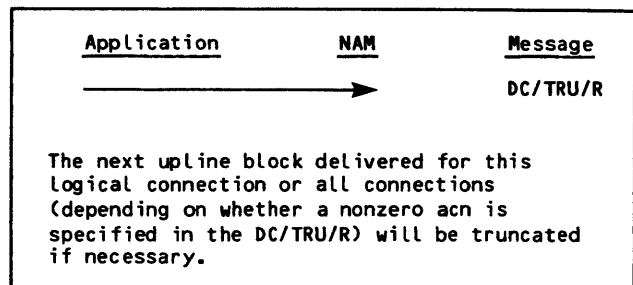 Application NAM Message
DC/TRU/R
The next upline block delivered for this
logical connection or all connections
(depending on whether a nonzero acn is
specified in the DC/TRU/R) will be truncated
if necessary.